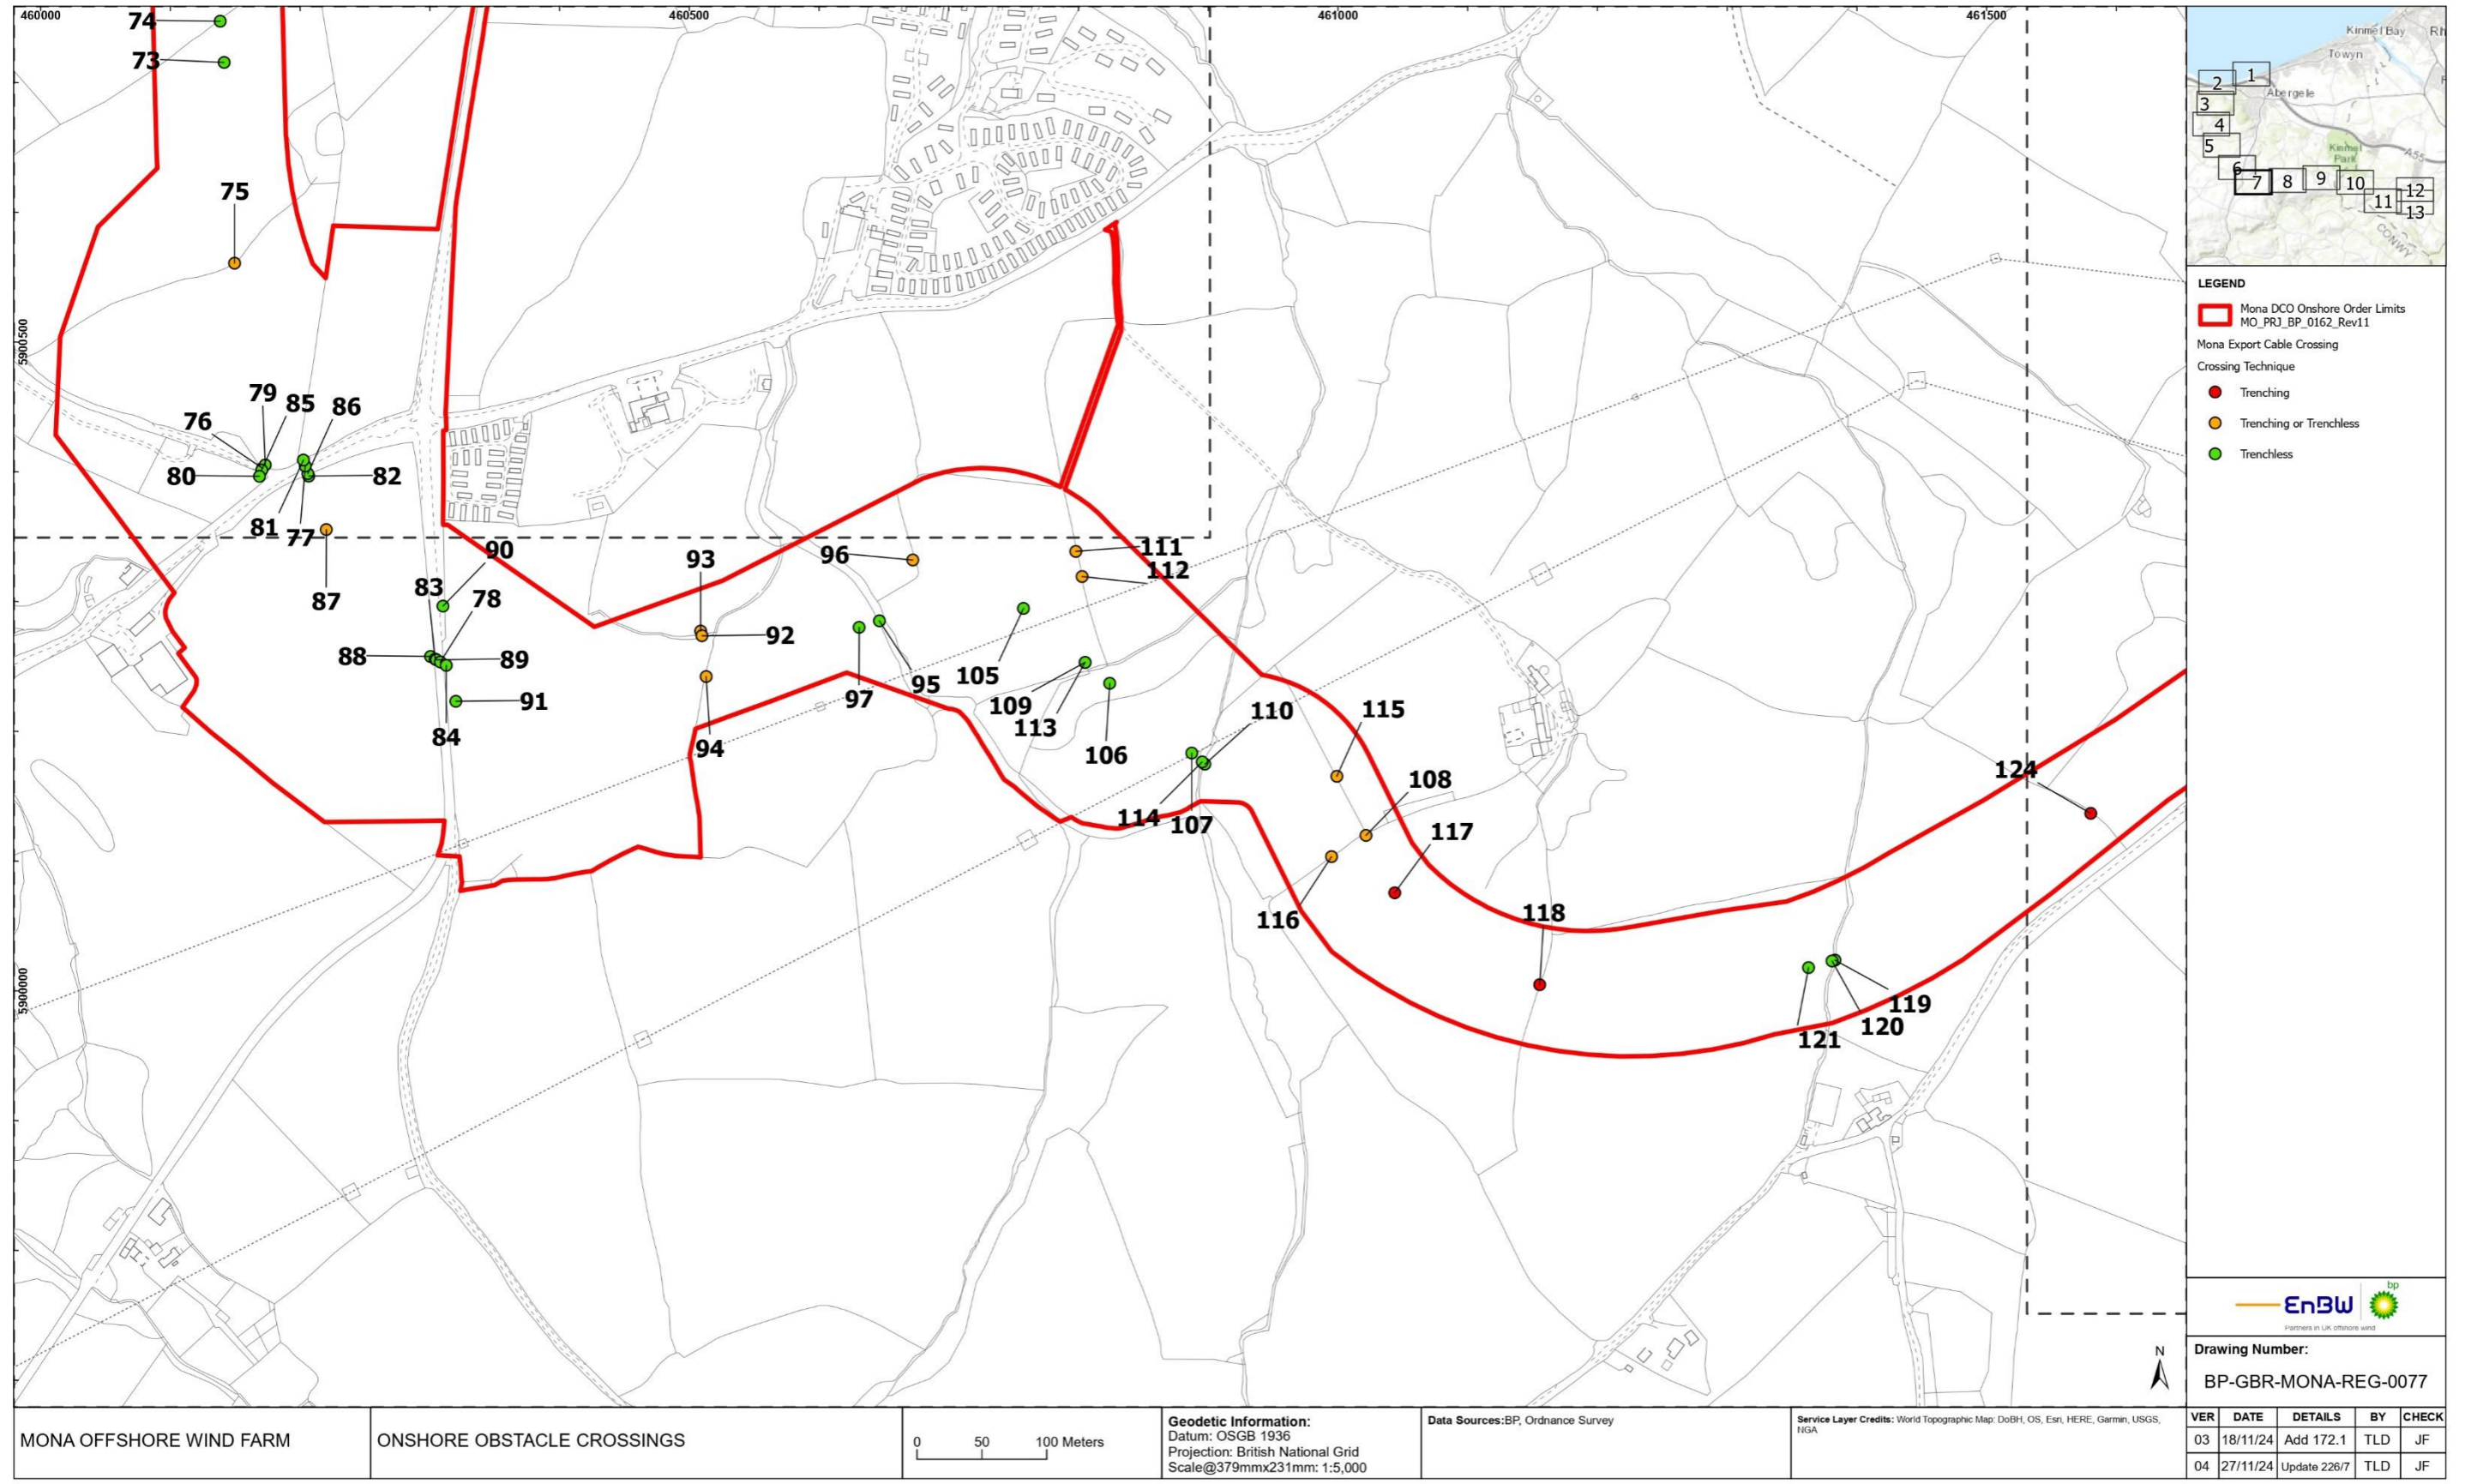 460000
460500
461000
461500
5900500
5900000
74
73
75
79
85
86
76
80
82
81
77
87
90
83
78
88
89
91
84
93
92
94
96
97
95
105
111
112
109
113
106
110
114
107
115
108
117
116
118
124
119
120
121
Kinmel Bay
Rh
Towyn
Abergele
Kinmel
Park
A55
CONWY
1
2
3
4
5
6
7
8
9
10
11
12
13
LEGEND
Mona DCO Onshore Order Limits
MO_PRJ_BP_0162_Rev11
Mona Export Cable Crossing
Crossing Technique
Trenching
Trenching or Trenchless
Trenchless
EnBW
bp
Partners in UK offshore wind
N
Drawing Number:
BP-GBR-MONA-REG-0077
MONA OFFSHORE WIND FARM
ONSHORE OBSTACLE CROSSINGS
0 50 100 Meters
Geodetic Information:
Datum: OSGB 1936
Projection: British National Grid
Scale@379mmx231mm: 1:5,000
Data Sources:BP, Ordnance Survey
Service Layer Credits: World Topographic Map: DoBH, OS, Esri, HERE, Garmin, USGS,
NGA
VER DATE DETAILS BY CHECK
03 18/11/24 Add 172.1 TLD JF
04 27/11/24 Update 226/7 TLD JF